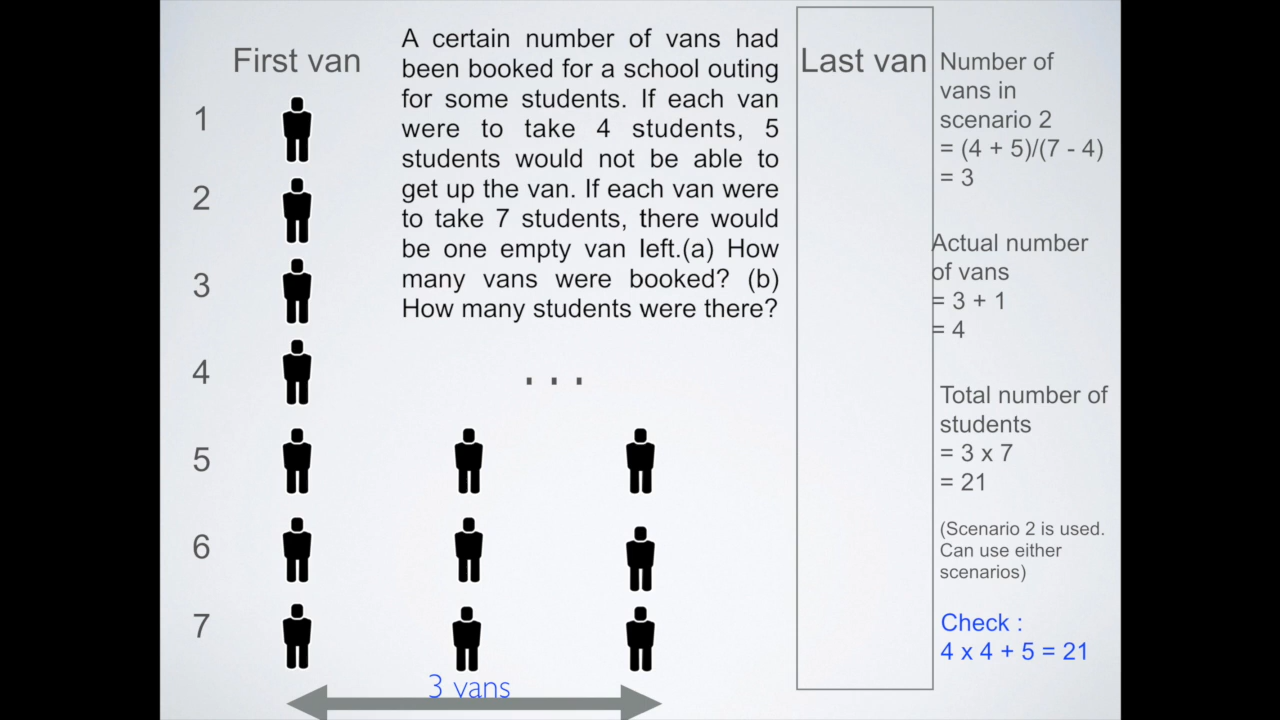 First van
1
2
3
4
5
6
7
A certain number of vans had
been booked for a school outing
for some students. If each van
were to take 4 students, 5
students would not be able to
get up the van. If each van were
to take 7 students, there would
be one empty van left.(a) How
many vans were booked? (b)
How many students were there?
. . .
3 vans
Last van
Number of
vans in
scenario 2
= (4 + 5)/(7 - 4)
= 3
Actual number
of vans
= 3 + 1
= 4
Total number of
students
= 3 x 7
= 21
(Scenario 2 is used.
Can use either
scenarios)
Check :
4 x 4 + 5 = 21